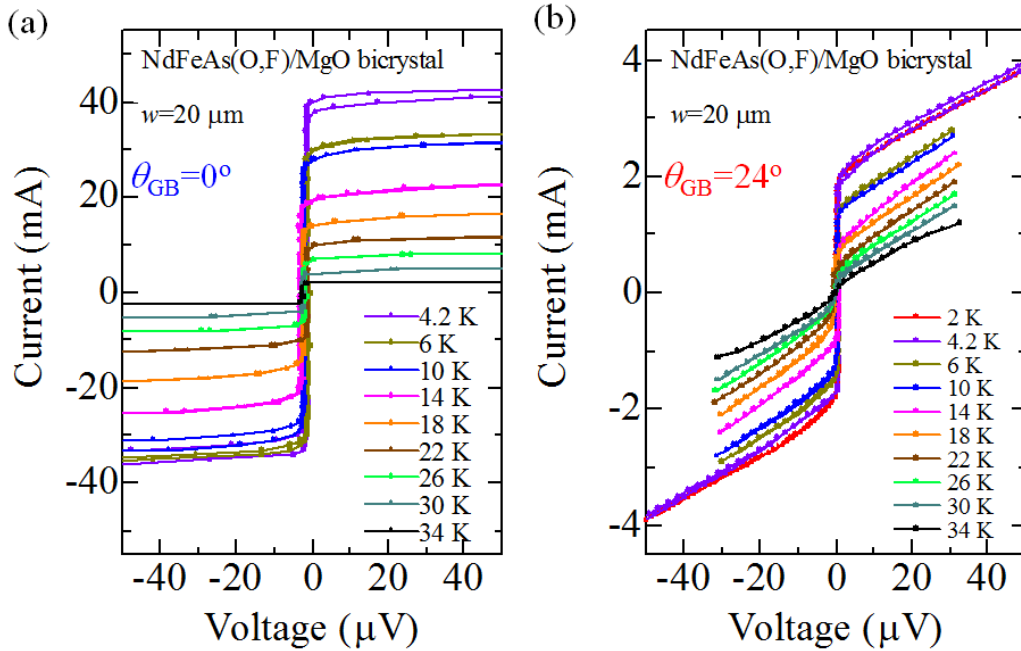 (a)
NdFeAs(O,F)/MgO bicrystal
w=20 μm
θGB=0°
40
20
0
-20
-40
Current (mA)
4.2 K
6 K
10 K
14 K
18 K
22 K
26 K
30 K
34 K
-40 -20 0 20 40
Voltage (μV)
(b)
NdFeAs(O,F)/MgO bicrystal
w=20 μm
θGB=24°
4
2
0
-2
-4
Current (mA)
2 K
4.2 K
6 K
10 K
14 K
18 K
22 K
26 K
30 K
34 K
-40 -20 0 20 40
Voltage (μV)